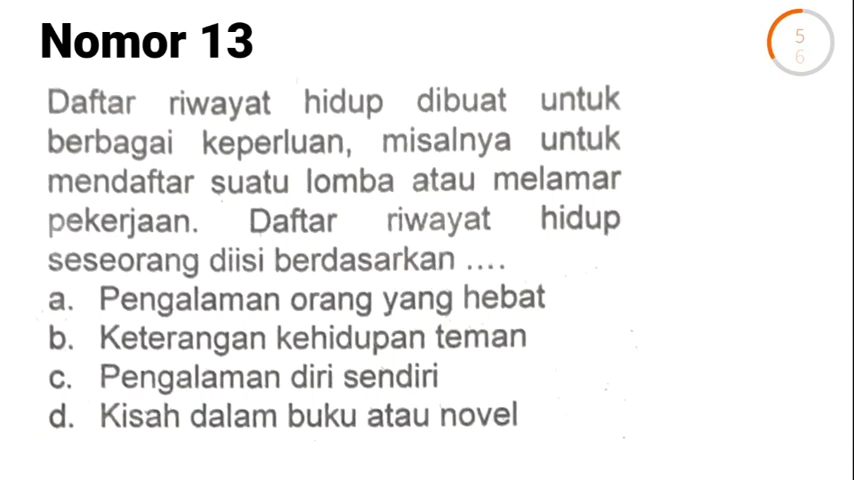 Nomor 13
5
6
Daftar riwayat hidup dibuat untuk
berbagai keperluan, misalnya untuk
mendaftar suatu lomba atau melamar
pekerjaan. Daftar riwayat hidup
seseorang diisi berdasarkan ....
a. Pengalaman orang yang hebat
b. Keterangan kehidupan teman
c. Pengalaman diri sendiri
d. Kisah dalam buku atau novel